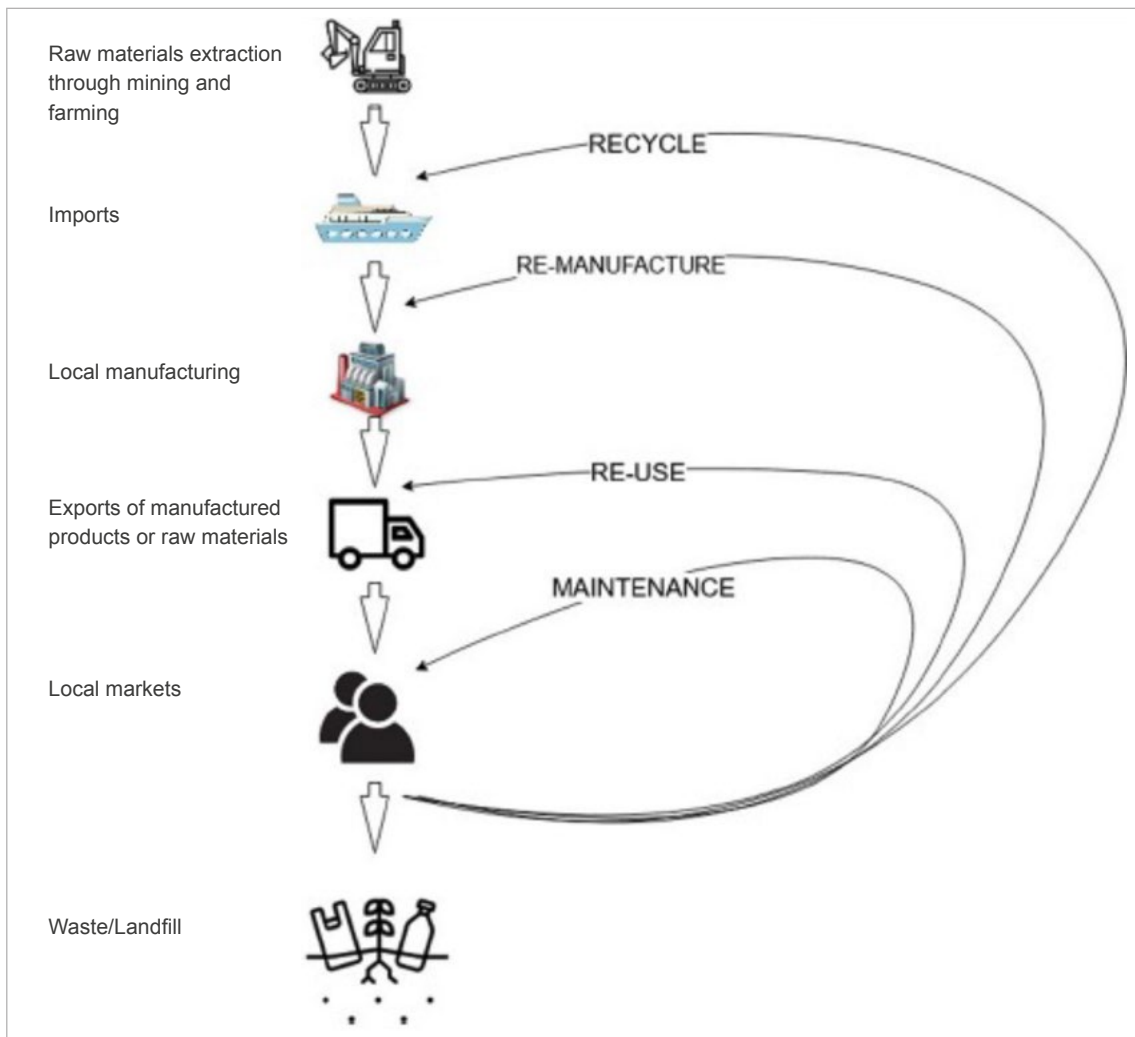 Raw materials extraction
through mining and
farming
RECYCLE
Imports
RE-MANUFACTURE
Local manufacturing
RE-USE
Exports of manufactured
products or raw materials
MAINTENANCE
Local markets
Waste/Landfill